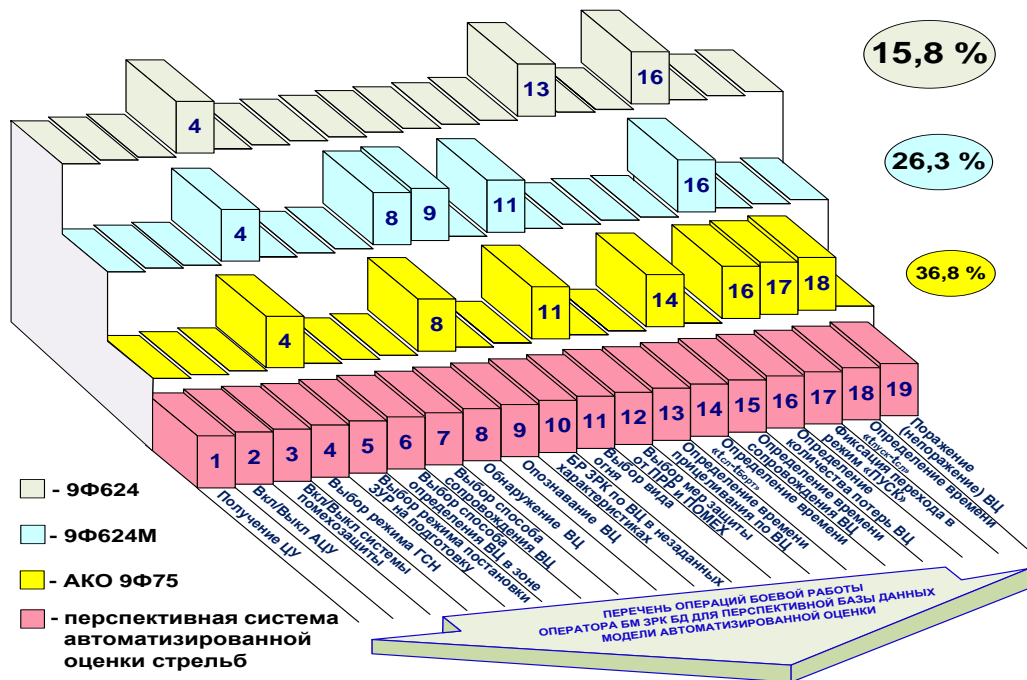 15,8 %
4
13
16
26,3 %
4
8
9
11
16
36,8 %
4
8
11
14
16
17
18
1
2
3
4
5
6
7
8
9
10
11
12
13
14
15
16
17
18
19
Получение ЦУ
Вкл/Выкл АЦУ
Вкл/Выкл системы
помехозащиты
Выбор режима ГСН
Выбор режима постановки
ЗУР на подготовку
Выбор способа
определения ВЦ в зоне
Выбор способа
сопровождения ВЦ
Обнаружение ВЦ
Опознавание ВЦ
БР ЗРК по ВЦ в незаданных
характеристиках
Выбор вида
огня
Выбор мер защиты
от ПРР и ПОМЕХ
Определение времени
прицеливания по ВЦ
Определение времени
Определение времени
сопровождения ВЦ
Определение
количества потерь ВЦ
Фиксация перехода в
режим «ПУСК»
Определение времени
Поражение
(непоражение) ВЦ
- 9Ф624
- 9Ф624М
- АКО 9Ф75
- перспективная система
автоматизированной
оценки стрельб
ПЕРЕЧЕНЬ ОПЕРАЦИЙ БОЕВОЙ РАБОТЫ
ОПЕРАТОРА БМ ЗРК БД ДЛЯ ПЕРСПЕКТИВНОЙ БАЗЫ ДАННЫХ
МОДЕЛИ АВТОМАТИЗИРОВАННОЙ ОЦЕНКИ